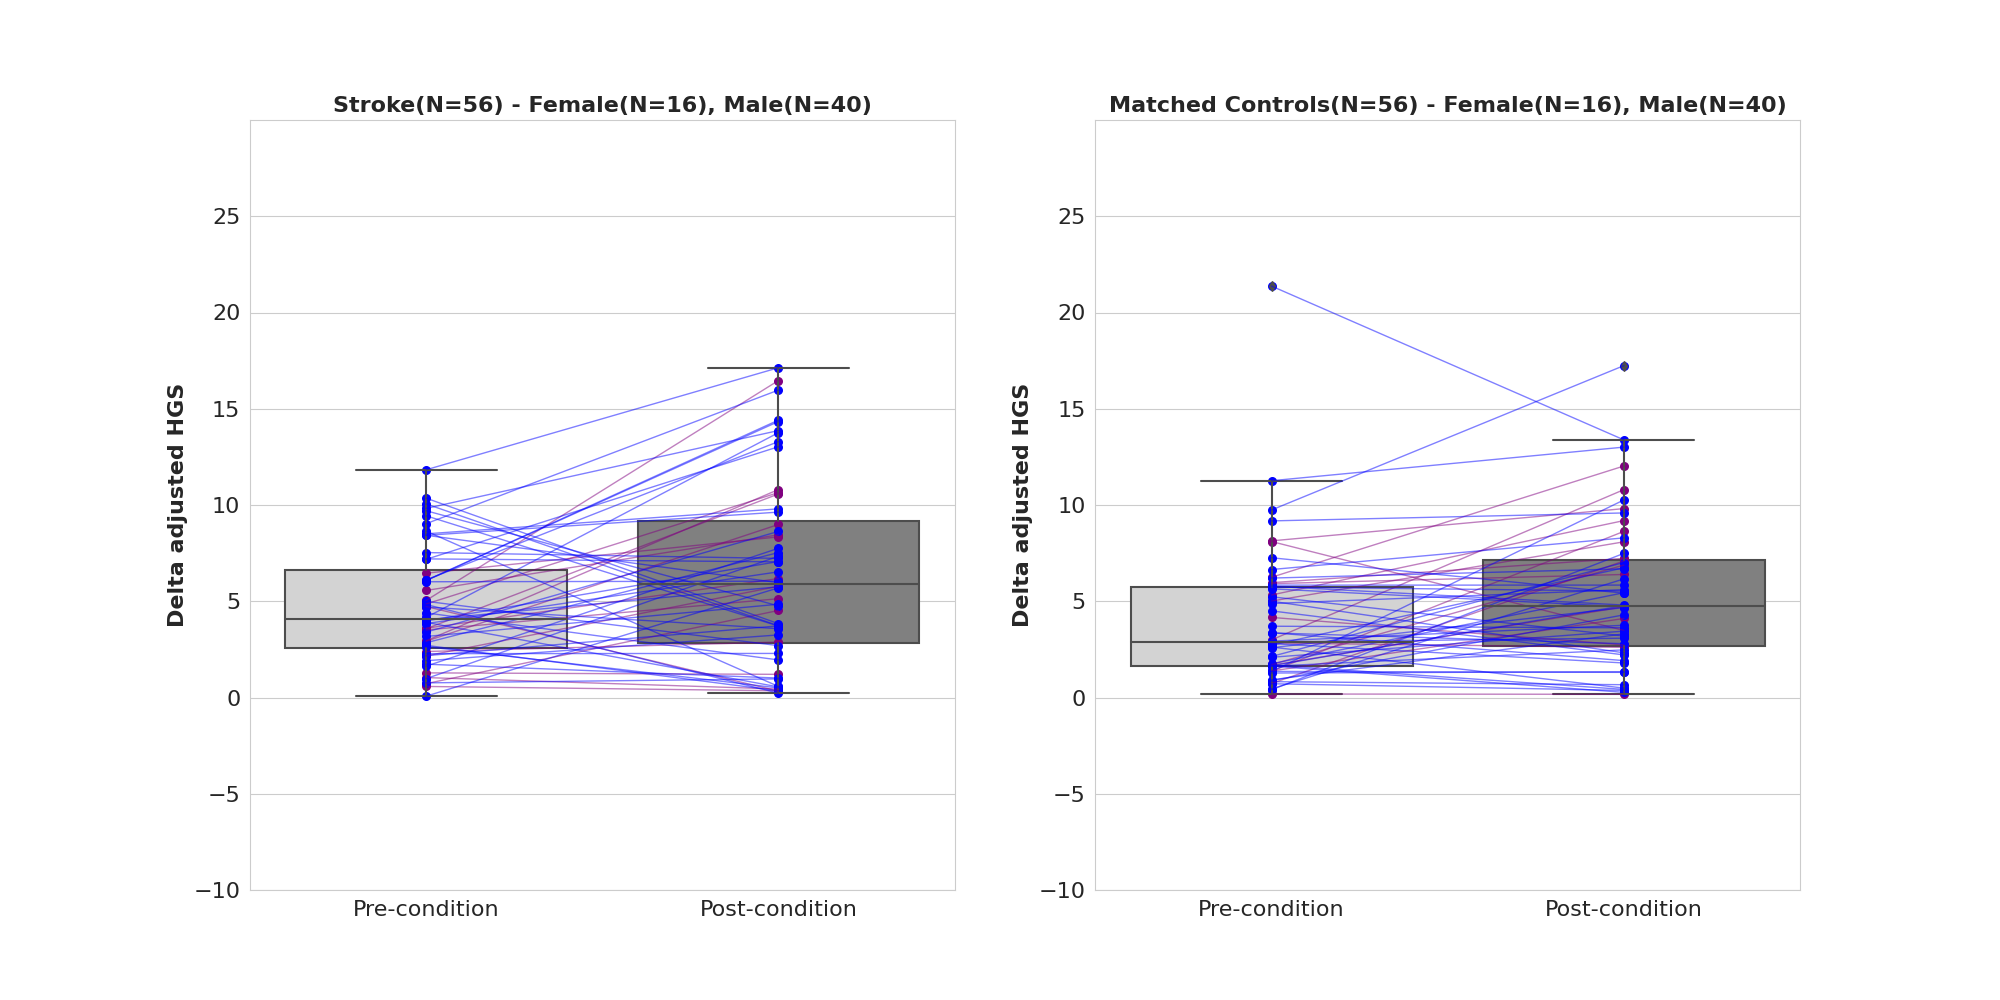 Stroke(N=56) - Female(N=16), Male(N=40)
Delta adjusted HGS
25
20
15
10
5
0
−5
−10
Pre-condition
Post-condition
Matched Controls(N=56) - Female(N=16), Male(N=40)
Delta adjusted HGS
25
20
15
10
5
0
−5
−10
Pre-condition
Post-condition